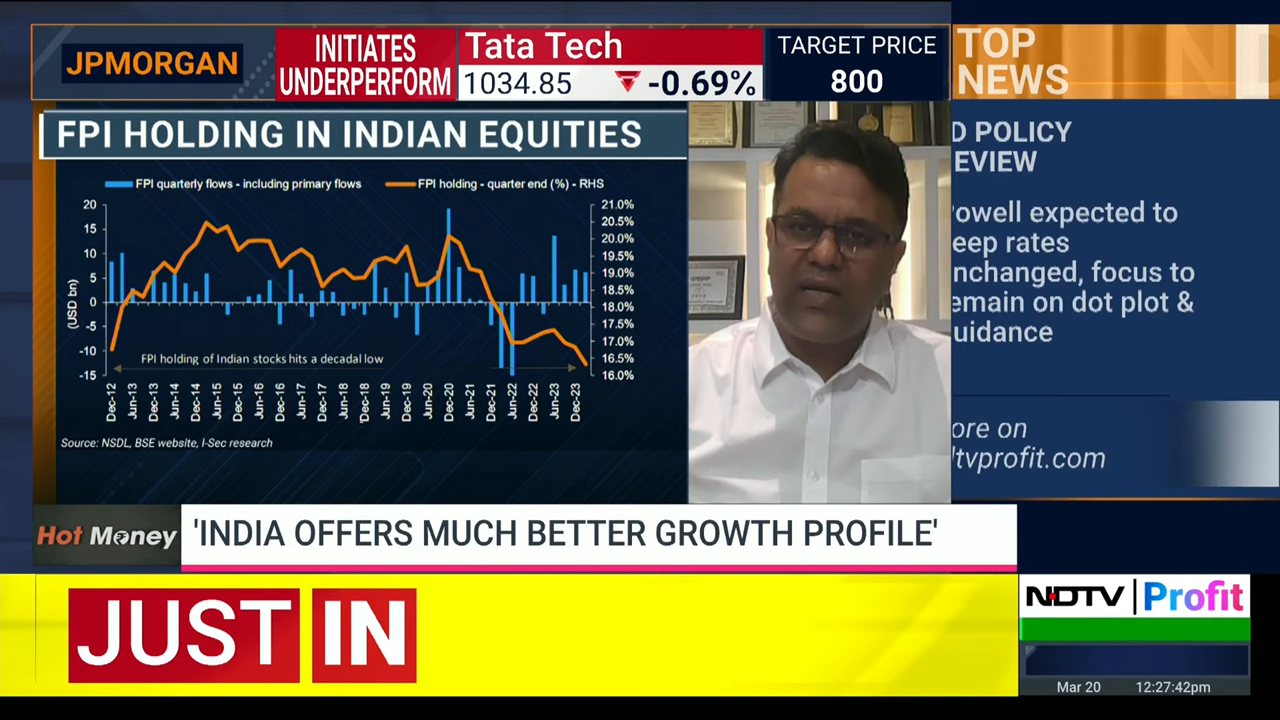 JPMORGAN
INITIATES
UNDERPERFORM
Tata Tech
1034.85 -0.69%
TARGET PRICE
800
TOP
NEWS
FPI HOLDING IN INDIAN EQUITIES
FPI quarterly flows - including primary flows
FPI holding - quarter end (%) - RHS
20
15
10
5
0
-5
-10
-15
(USD bn)
21.0%
20.5%
20.0%
19.5%
19.0%
18.5%
18.0%
17.5%
17.0%
16.5%
16.0%
FPI holding of Indian stocks hits a decadal low
Dec-12
Jun-13
Dec-13
Jun-14
Dec-14
Jun-15
Dec-15
Jun-16
Dec-16
Jun-17
Dec-17
Jun-18
Dec-18
Jun-19
Dec-19
Jun-20
Dec-20
Jun-21
Dec-21
Jun-22
Dec-22
Jun-23
Dec-23
Source: NSDL, BSE website, I-Sec research
D POLICY
EVIEW
owell expected to
eep rates
nchanged, focus to
emain on dot plot &
uidance
ore on
dtvprofit.com
Hot Money
'INDIA OFFERS MUCH BETTER GROWTH PROFILE'
JUST IN
NDTV Profit
Mar 20 12:27:42pm